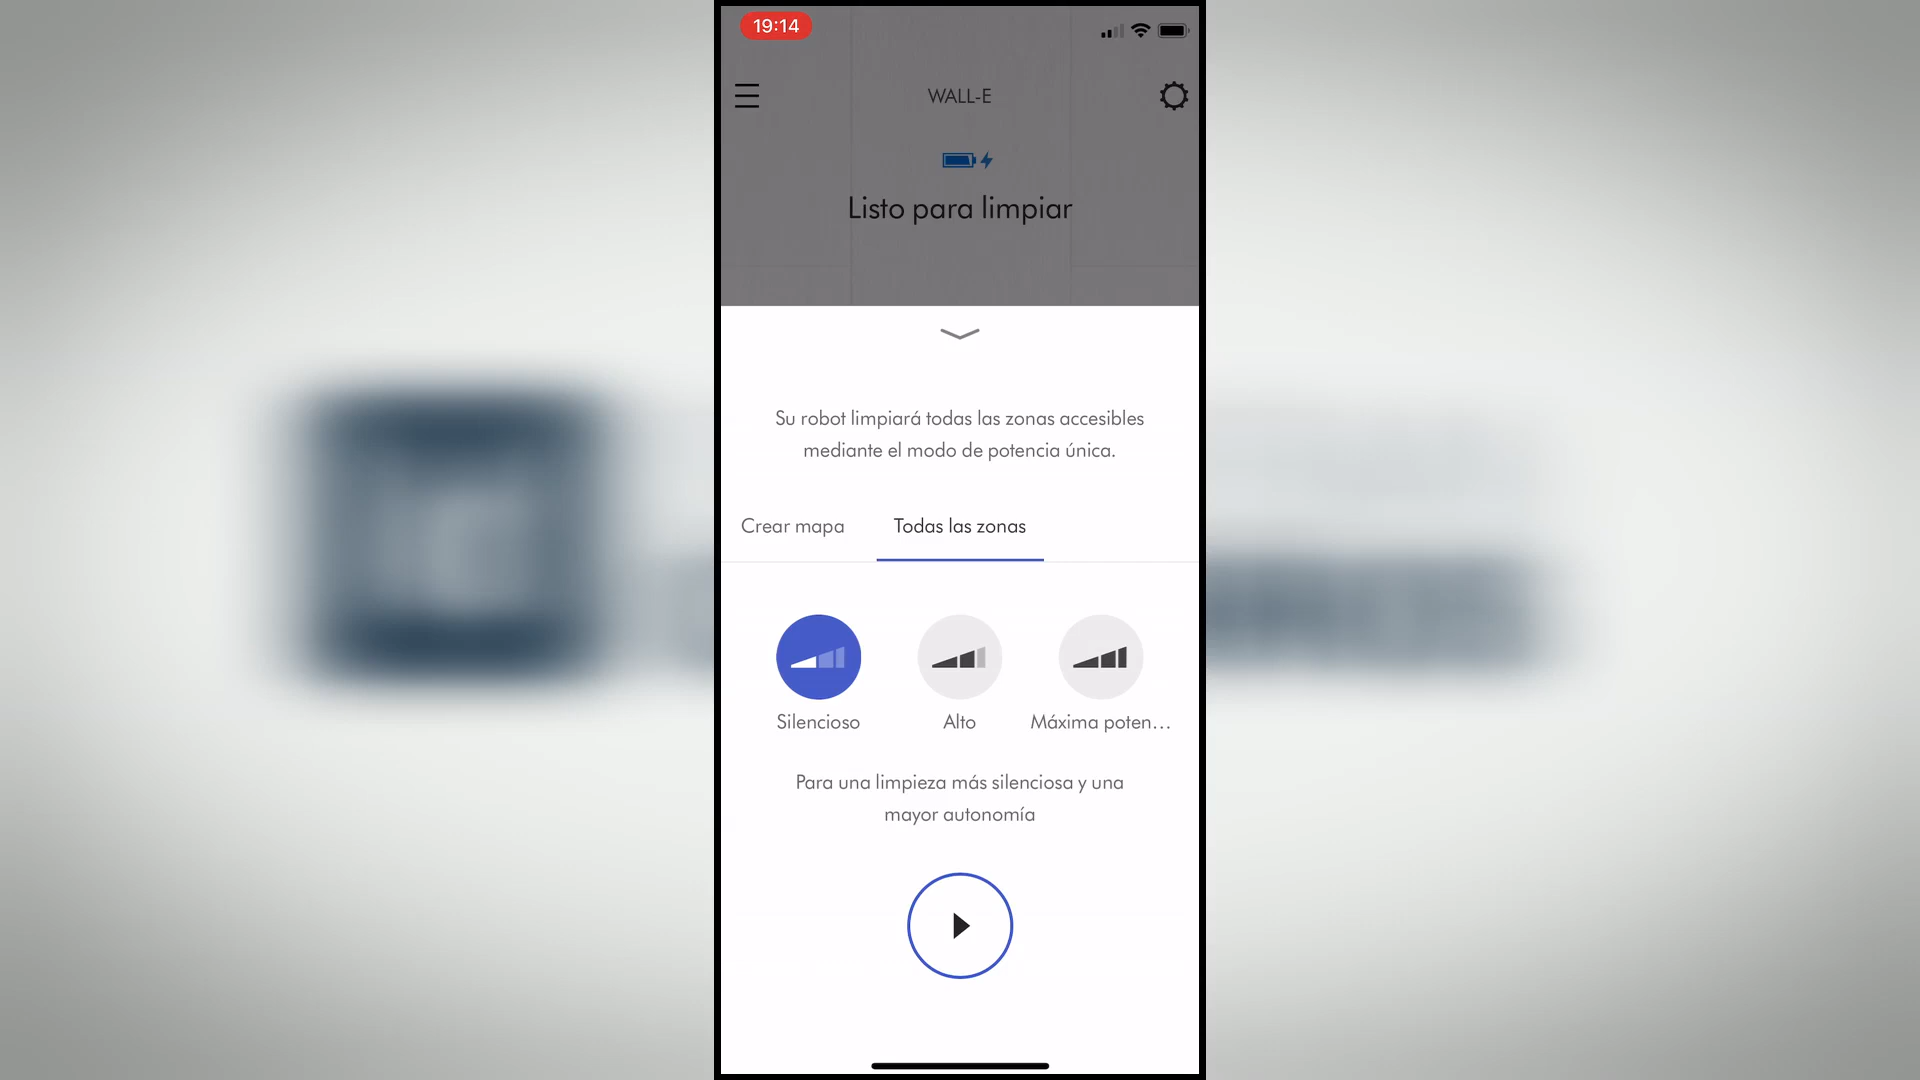 19:14
WALL-E
Listo para limpiar
Su robot limpiará todas las zonas accesibles
mediante el modo de potencia única.
Crear mapa
Todas las zonas
Silencioso
Alto
Máxima poten...
Para una limpieza más silenciosa y una
mayor autonomía